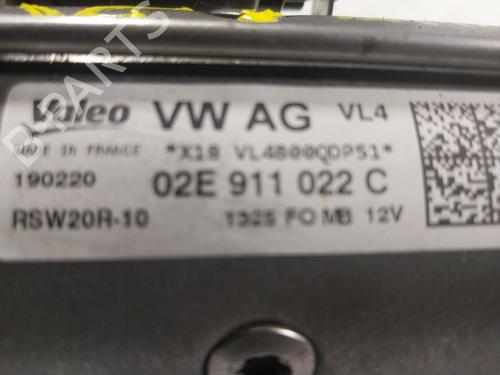 Valeo VW AG VL4
MADE IN FRANCE *X18 VL4800QDP51*
190220 02E 911 022 C
RSW20R-10 1325 FO MB 12V
B-PARTS